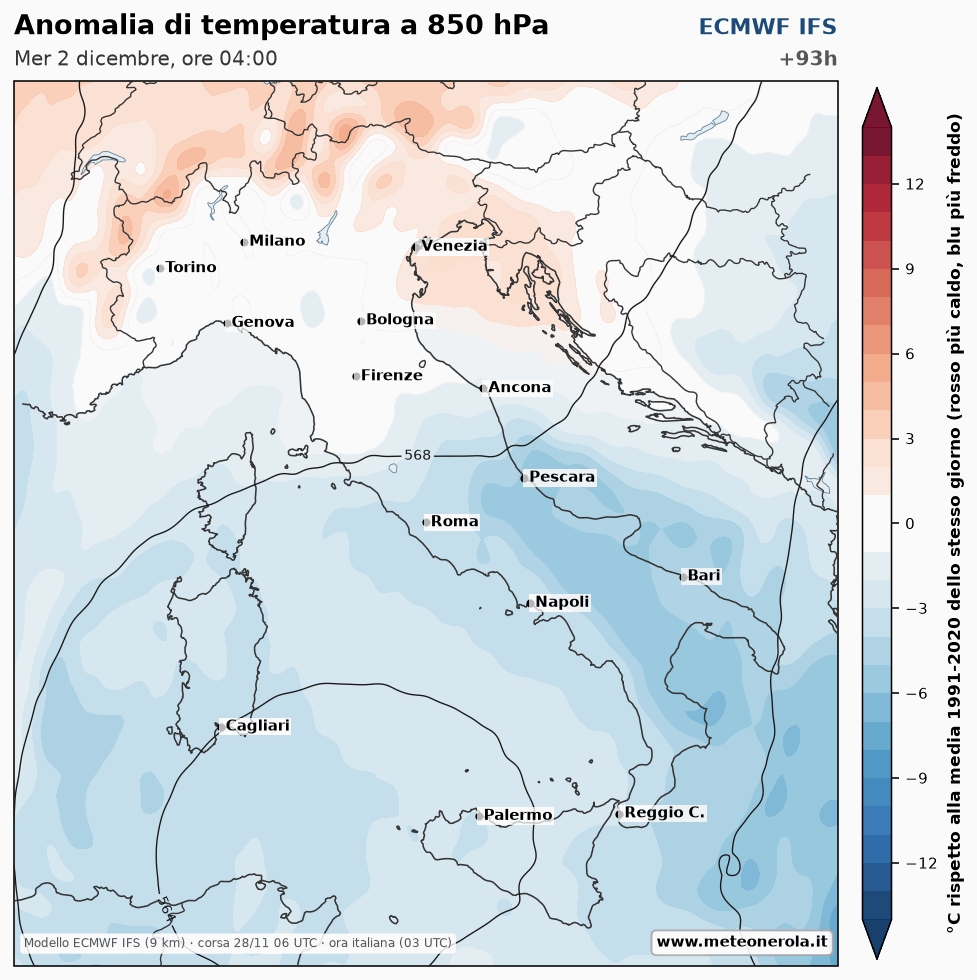 Anomalia di temperatura a 850 hPa
ECMWF IFS
Mer 2 dicembre, ore 04:00
+93h
Milano
Venezia
Torino
Genova
Bologna
Firenze
Ancona
568
Pescara
Roma
Bari
Napoli
Cagliari
Palermo
Reggio C.
Modello ECMWF IFS (9 km) · corsa 28/11 06 UTC · ora italiana (03 UTC)
www.meteonerola.it
12
9
6
3
0
−3
−6
−9
−12
°C rispetto alla media 1991-2020 dello stesso giorno (rosso più caldo, blu più freddo)